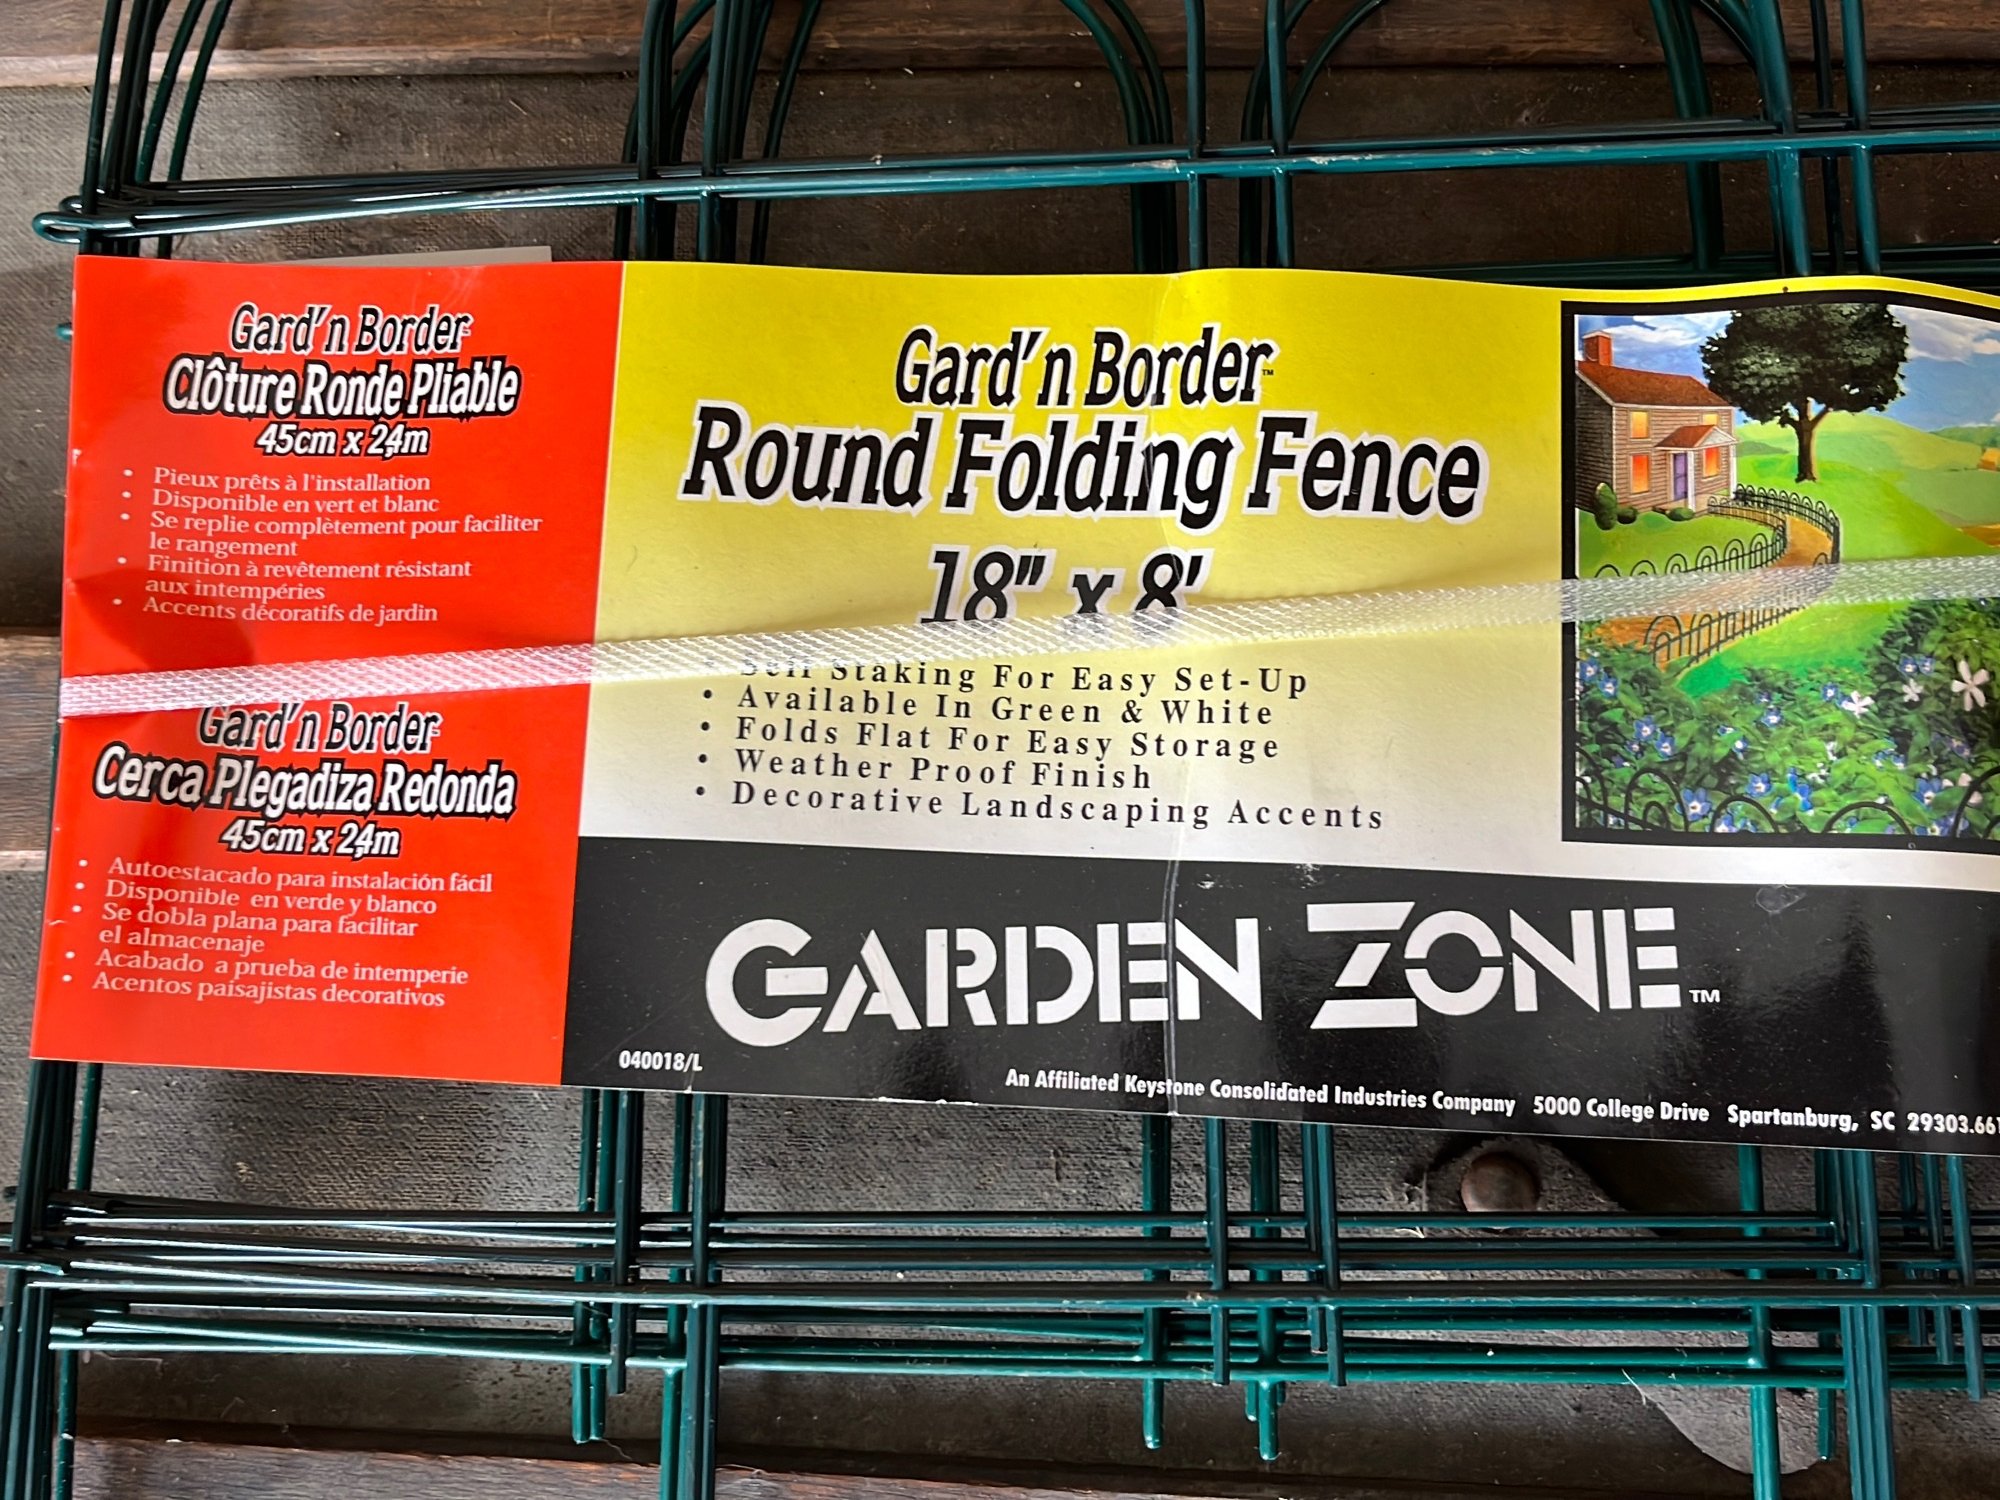 Gard'n Border
Clôture Ronde Pliable
45cm x 2,4m
• Pieux prêts à l'installation
• Disponible en vert et blanc
• Se replie complètement pour faciliter
le rangement
• Finition à revêtement résistant
aux intempéries
• Accents décoratifs de jardin
Gard'n Border
Cerca Plegadiza Redonda
45cm x 2,4m
• Autoestacado para instalación fácil
• Disponible en verde y blanco
• Se dobla plana para facilitar
el almacenaje
• Acabado a prueba de intemperie
• Acentos paisajistas decorativos
Gard'n Border™
Round Folding Fence
18" x 8'
• Self Staking For Easy Set-Up
• Available In Green & White
• Folds Flat For Easy Storage
• Weather Proof Finish
• Decorative Landscaping Accents
GARDEN ZONE™
040018/L
An Affiliated Keystone Consolidated Industries Company 5000 College Drive Spartanburg, SC 29303.661